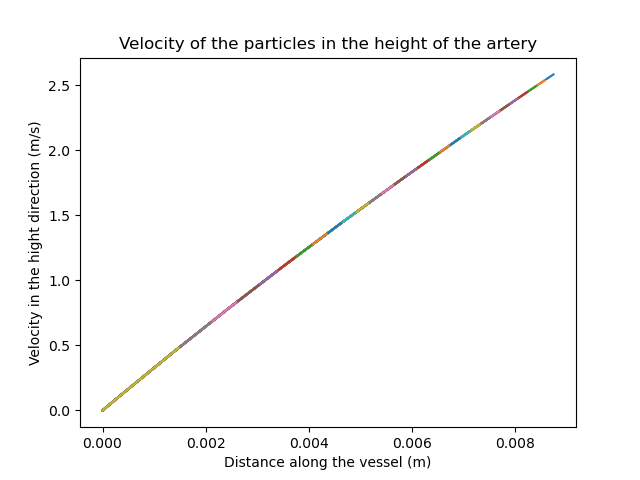 Velocity of the particles in the height of the artery
2.5
2.0
1.5
1.0
0.5
0.0
Velocity in the hight direction (m/s)
0.000 0.002 0.004 0.006 0.008
Distance along the vessel (m)